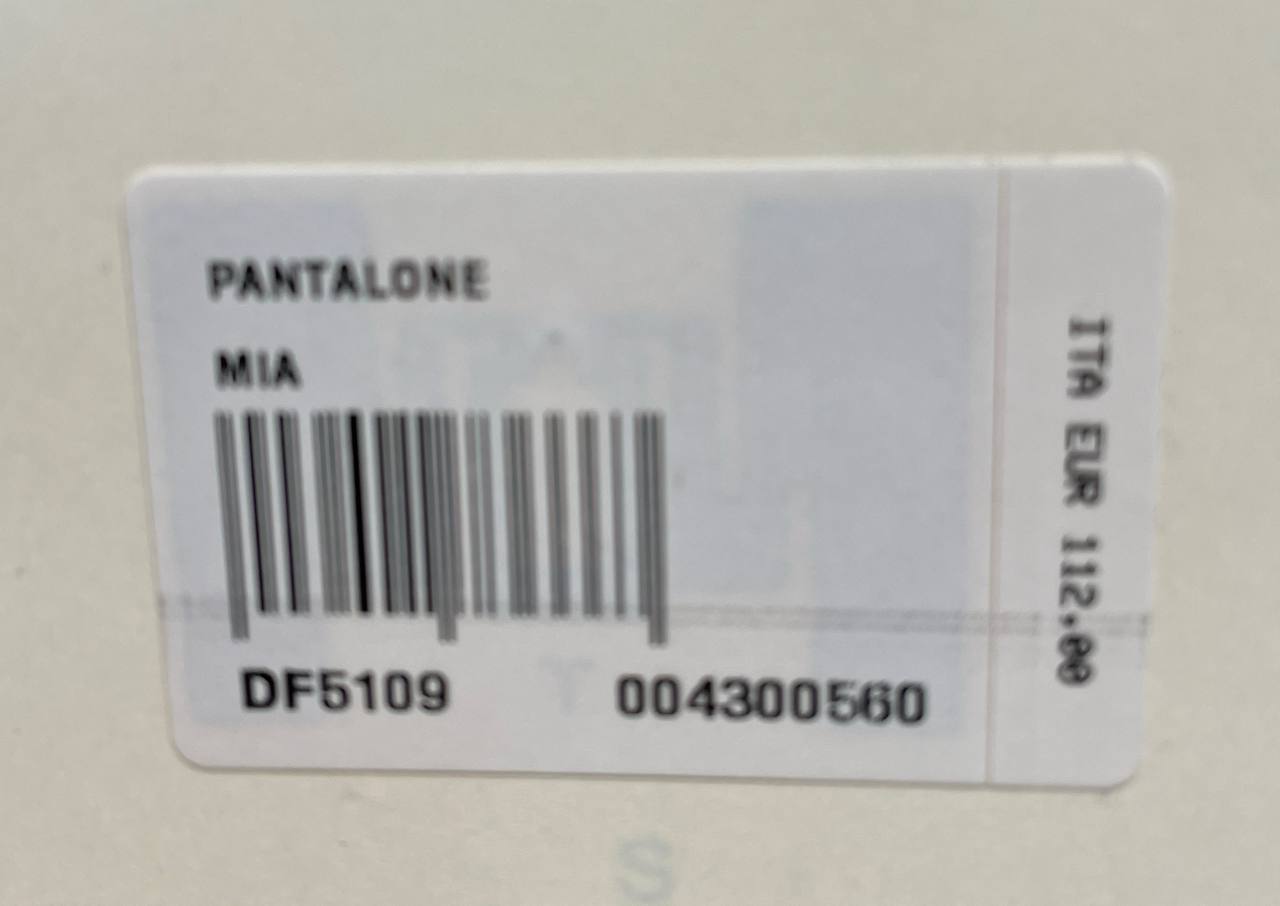 PANTALONE
MIA
DF5109 004300560
ITA EUR 112,00
S